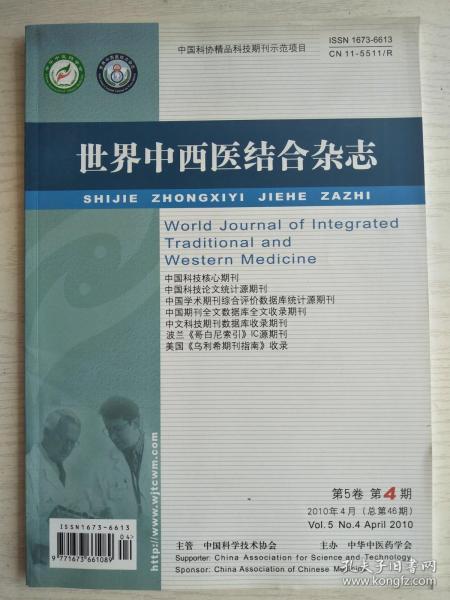 中国科协精品科技期刊示范项目
ISSN 1673-6613
CN 11-5511/R
世界中西医结合杂志
SHIJIE ZHONGXIYI JIEHE ZAZHI
World Journal of Integrated
Traditional and
Western Medicine
中国科技核心期刊
中国科技论文统计源期刊
中国学术期刊综合评价数据库统计源期刊
中国期刊全文数据库全文收录期刊
中文科技期刊数据库收录期刊
波兰《哥白尼索引》IC源期刊
美国《乌利希期刊指南》收录
http://www.wjtcwm.com
第5卷 第4期
2010年4月(总第46期)
Vol.5 No.4 April 2010
ISSN1673-6613
04
9771673661089
主管 中国科学技术协会 主办 中华中医药学会
Supporter: China Association for Science and Technology
Sponsor: China Association of Chinese Medicine
孔夫子旧书网